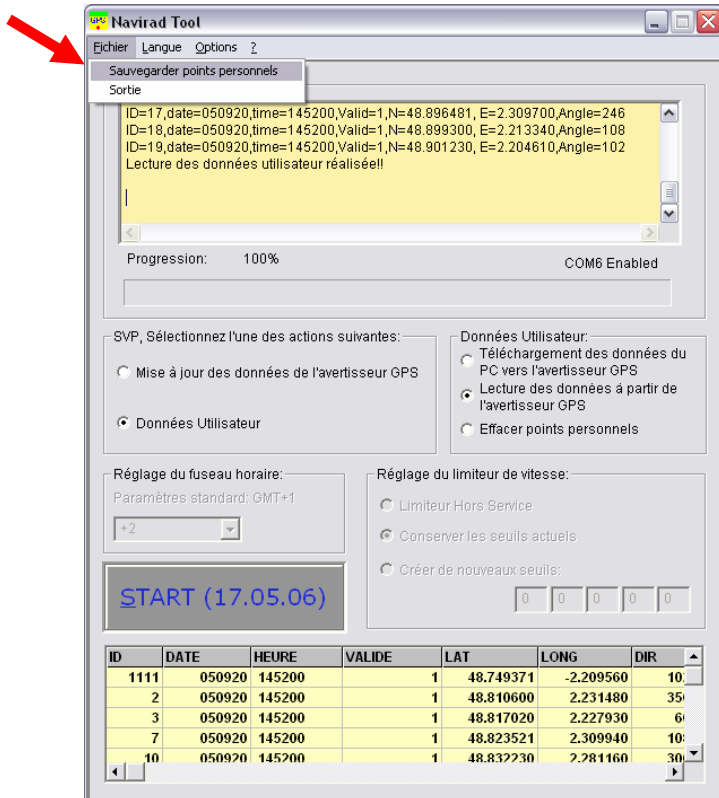 Navirad Tool
Fichier Langue Options ?
Sauvegarder points personnels
Sortie
ID=17,date=050920,time=145200,Valid=1,N=48.896481, E=2.309700,Angle=246
ID=18,date=050920,time=145200,Valid=1,N=48.899300, E=2.213340,Angle=108
ID=19,date=050920,time=145200,Valid=1,N=48.901230, E=2.204610,Angle=102
Lecture des données utilisateur réalisée!!
Progression: 100%
COM6 Enabled
SVP, Sélectionnez l'une des actions suivantes:
Mise à jour des données de l'avertisseur GPS
Données Utilisateur
Données Utilisateur:
Téléchargement des données du
PC vers l'avertisseur GPS
Lecture des données á partir de
l'avertisseur GPS
Effacer points personnels
Réglage du fuseau horaire:
Paramètres standard: GMT+1
+2
Réglage du limiteur de vitesse:
Limiteur Hors Service
Conserver les seuils actuels
Créer de nouveaux seuils:
0 0 0 0 0
START (17.05.06)
ID DATE HEURE VALIDE LAT LONG DIR
1111 050920 145200 1 48.749371 -2.209560
2 050920 145200 1 48.810600 2.231480
3 050920 145200 1 48.817020 2.227930
7 050920 145200 1 48.823521 2.309940
10 050920 145200 1 48.832230 2.281160